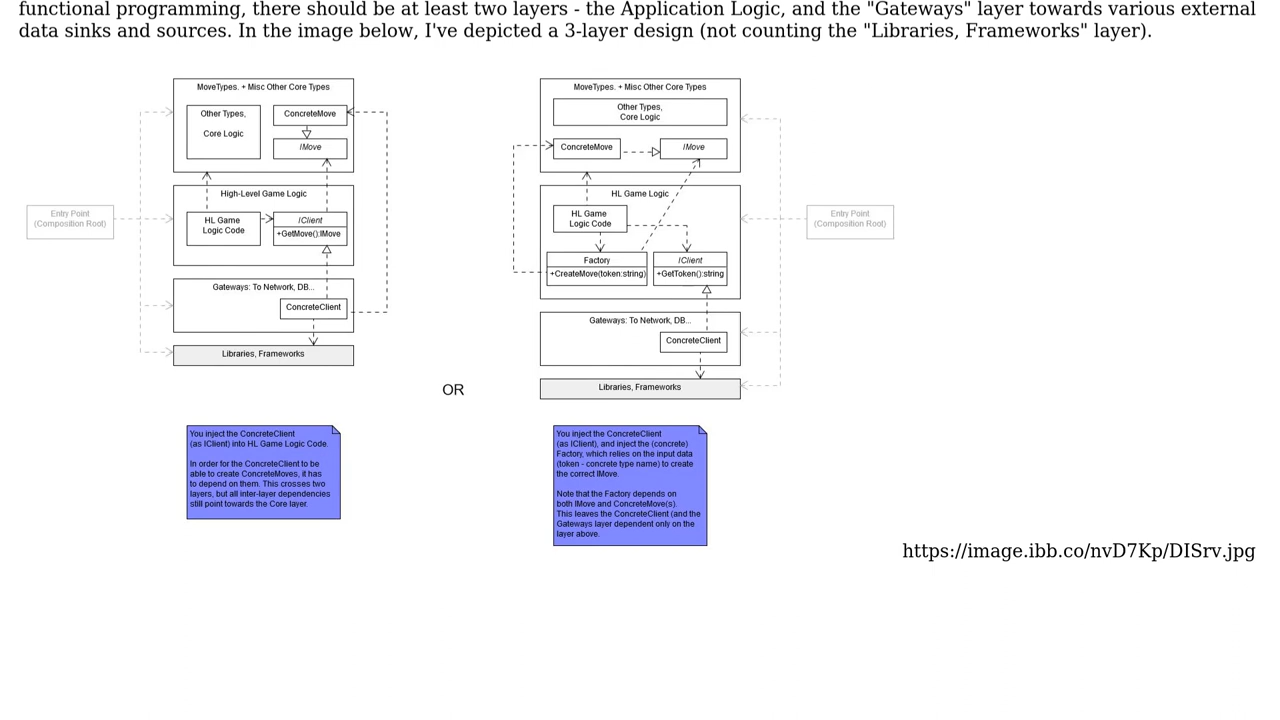 functional programming, there should be at least two layers - the Application Logic, and the "Gateways" layer towards various external
data sinks and sources. In the image below, I've depicted a 3-layer design (not counting the "Libraries, Frameworks" layer).
MoveTypes. + Misc Other Core Types
Other Types,
Core Logic
ConcreteMove
IMove
High-Level Game Logic
HL Game
Logic Code
IClient
+GetMove():IMove
Entry Point
(Composition Root)
Gateways: To Network, DB...
ConcreteClient
Libraries, Frameworks
OR
MoveTypes. + Misc Other Core Types
Other Types,
Core Logic
ConcreteMove
IMove
HL Game Logic
HL Game
Logic Code
Factory
+CreateMove(token:string)
IClient
+GetToken():string
Entry Point
(Composition Root)
Gateways: To Network, DB...
ConcreteClient
Libraries, Frameworks
You inject the ConcreteClient
(as IClient) into HL Game Logic Code.
In order for the ConcreteClient to be
able to create ConcreteMoves, it has
to depend on them. This crosses two
layers, but all inter-layer dependencies
still point towards the Core layer.
You inject the ConcreteClient
(as IClient), and inject the (concrete)
Factory, which relies on the input data
(token - concrete type name) to create
the correct IMove.
Note that the Factory depends on
both IMove and ConcreteMove(s).
This leaves the ConcreteClient (and the
Gateways layer dependent only on the
layer above.
https://image.ibb.co/nvD7Kp/DISrv.jpg